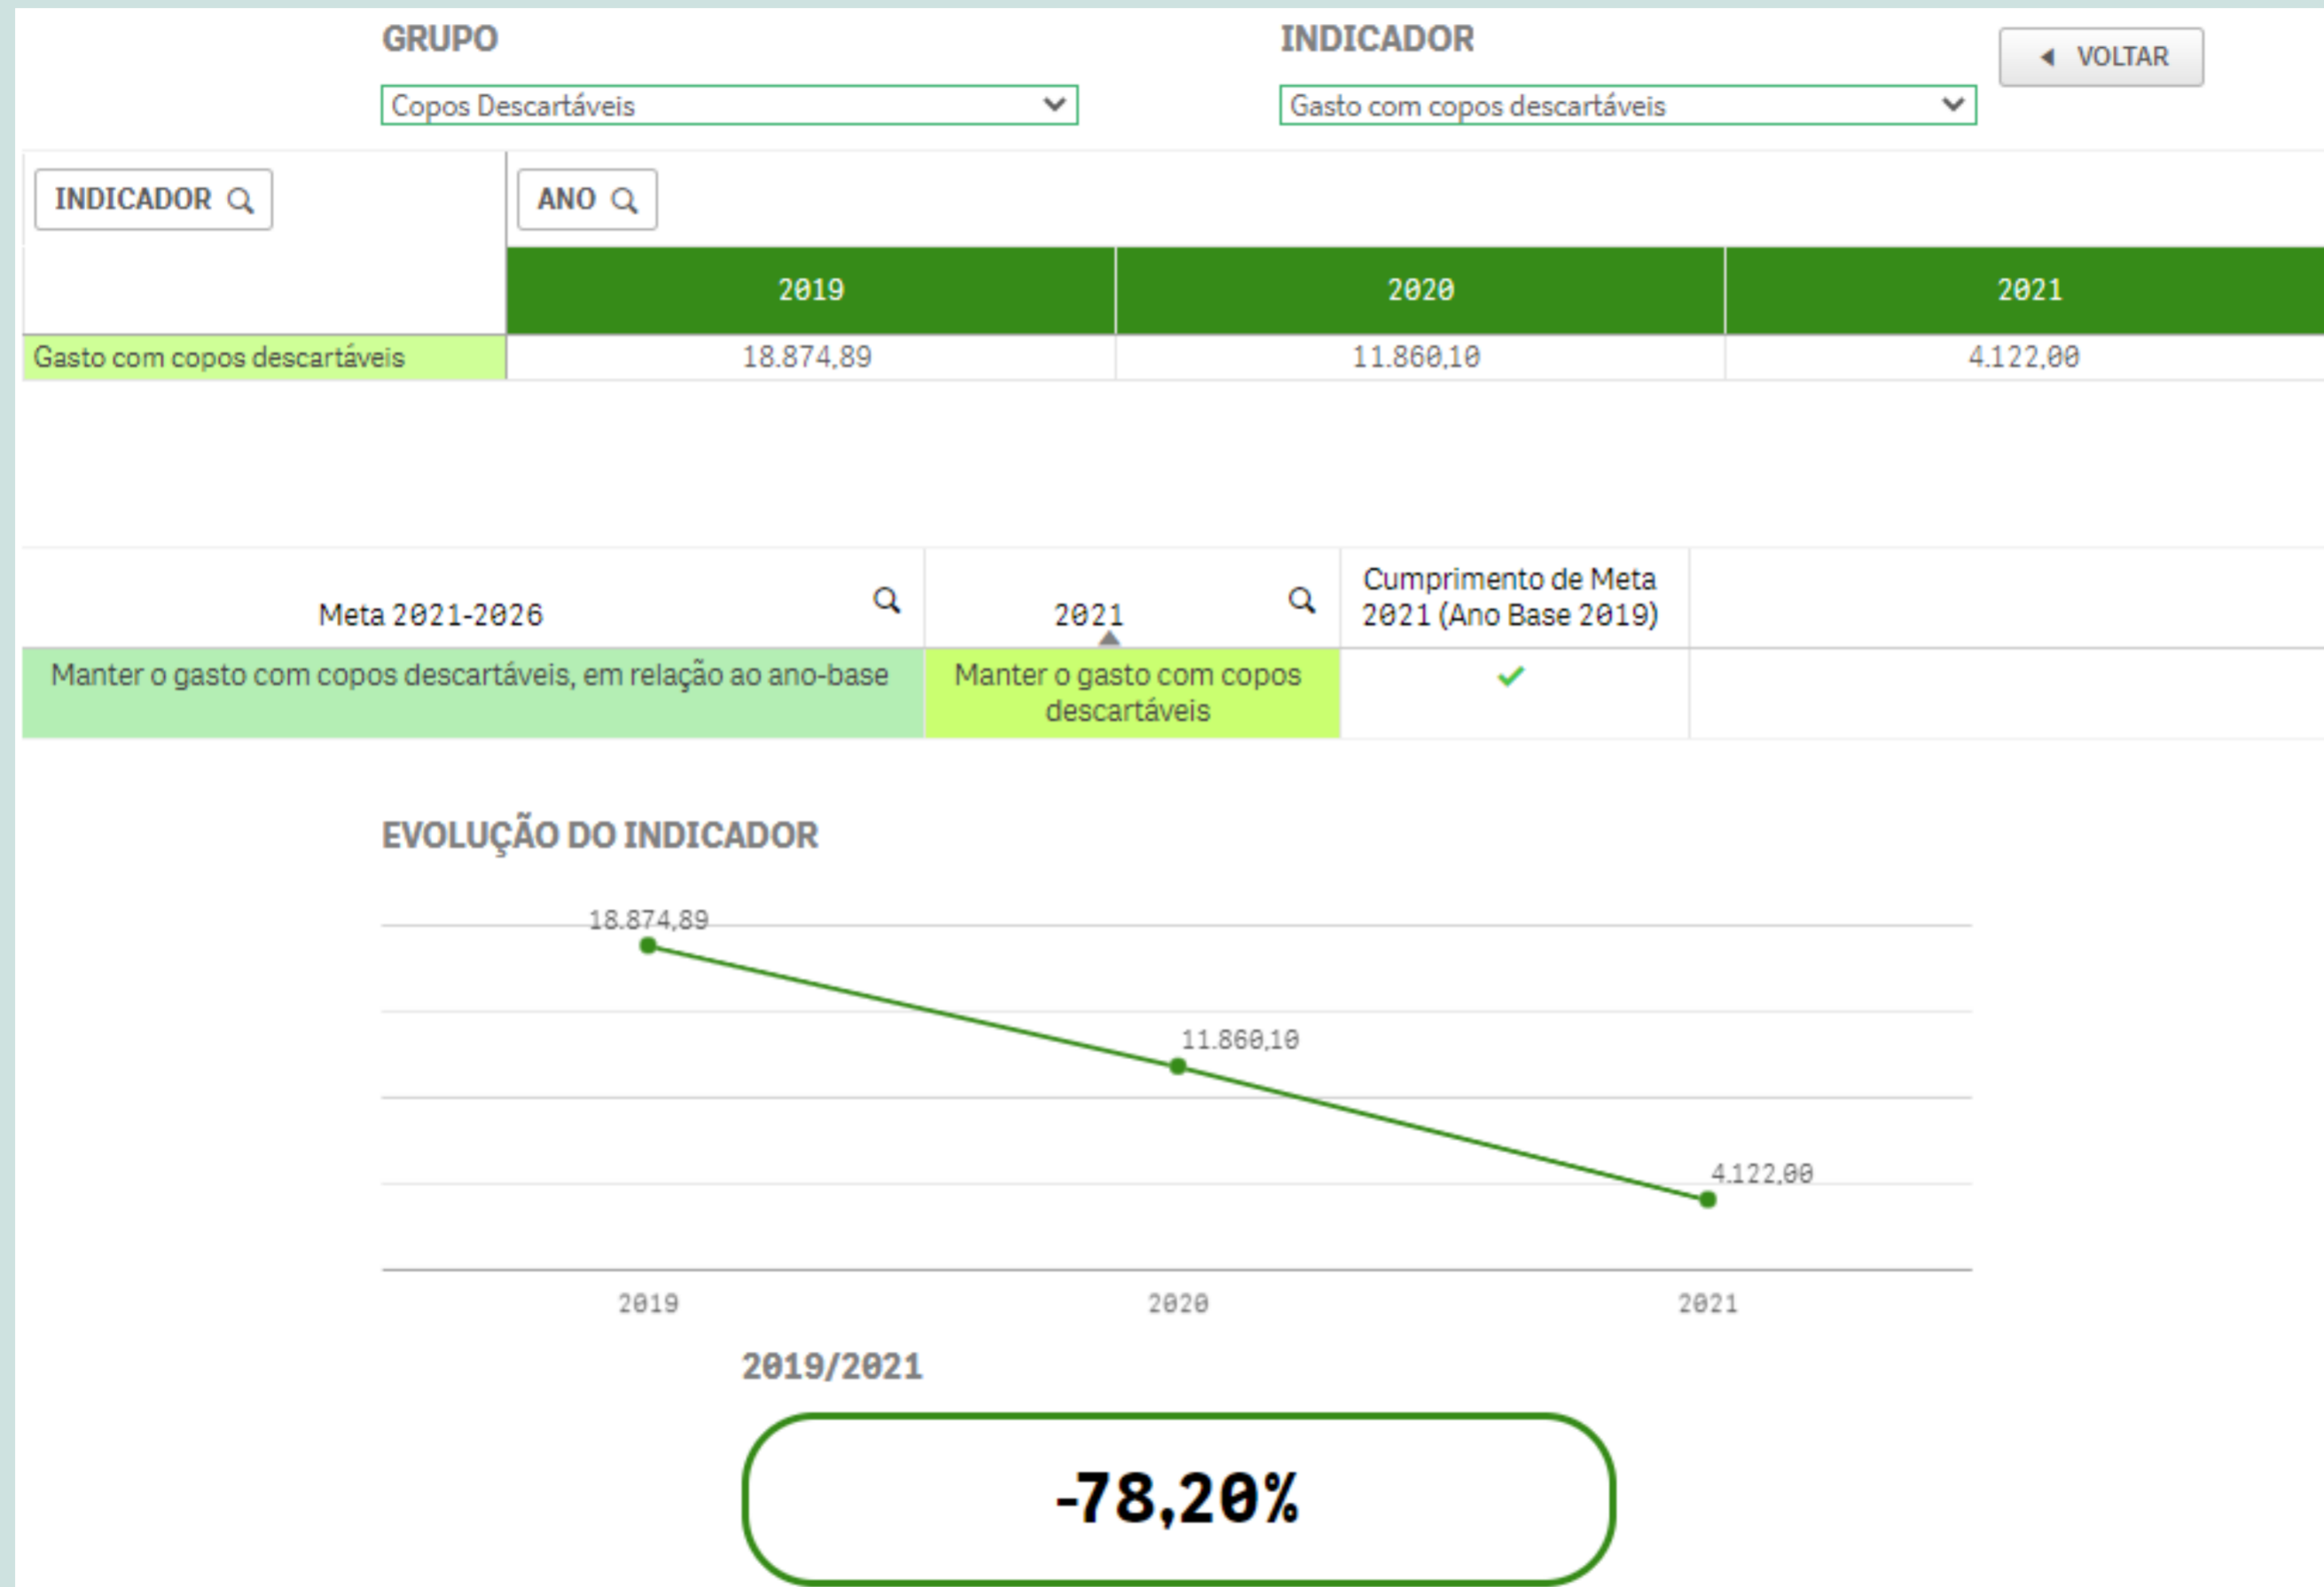 GRUPO
INDICADOR
VOLTAR
Copos Descartáveis
Gasto com copos descartáveis
INDICADOR
ANO
2019
2020
2021
Gasto com copos descartáveis
18.874,89
11.860,10
4.122,00
Meta 2021-2026
2021
Cumprimento de Meta
2021 (Ano Base 2019)
Manter o gasto com copos descartáveis, em relação ao ano-base
Manter o gasto com copos
descartáveis
EVOLUÇÃO DO INDICADOR
18.874,89
11.860,10
4.122,00
2019
2020
2021
2019/2021
-78,20%